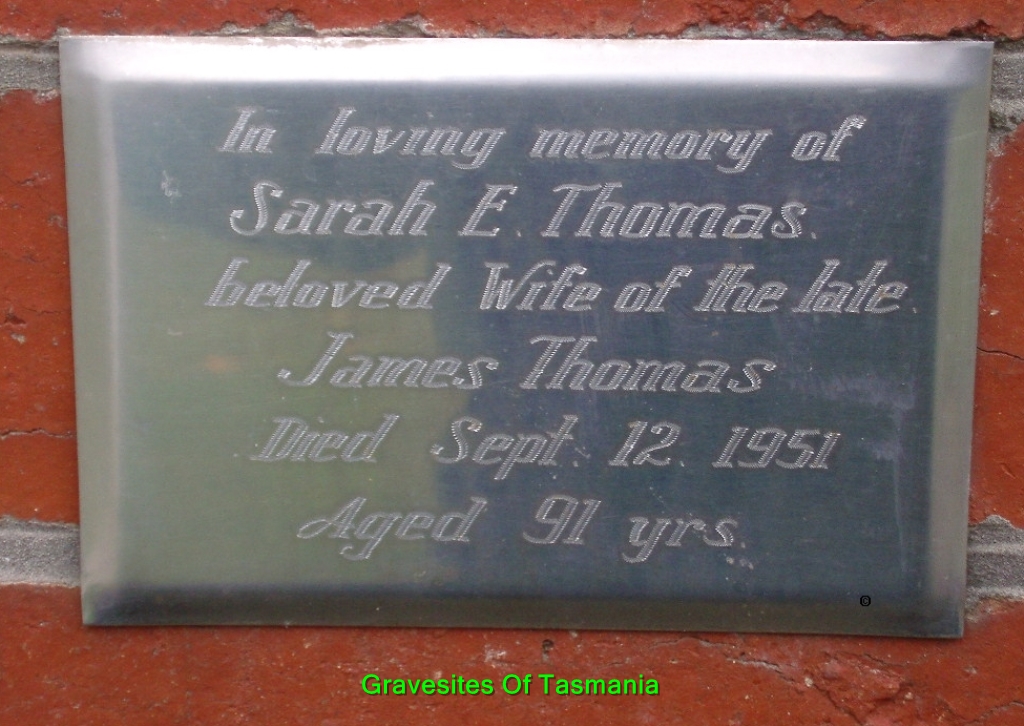 In loving memory of
Sarah E. Thomas.
beloved Wife of the late.
James Thomas
Died Sept. 12. 1951
Aged 91 yrs.
©
Gravesites Of Tasmania